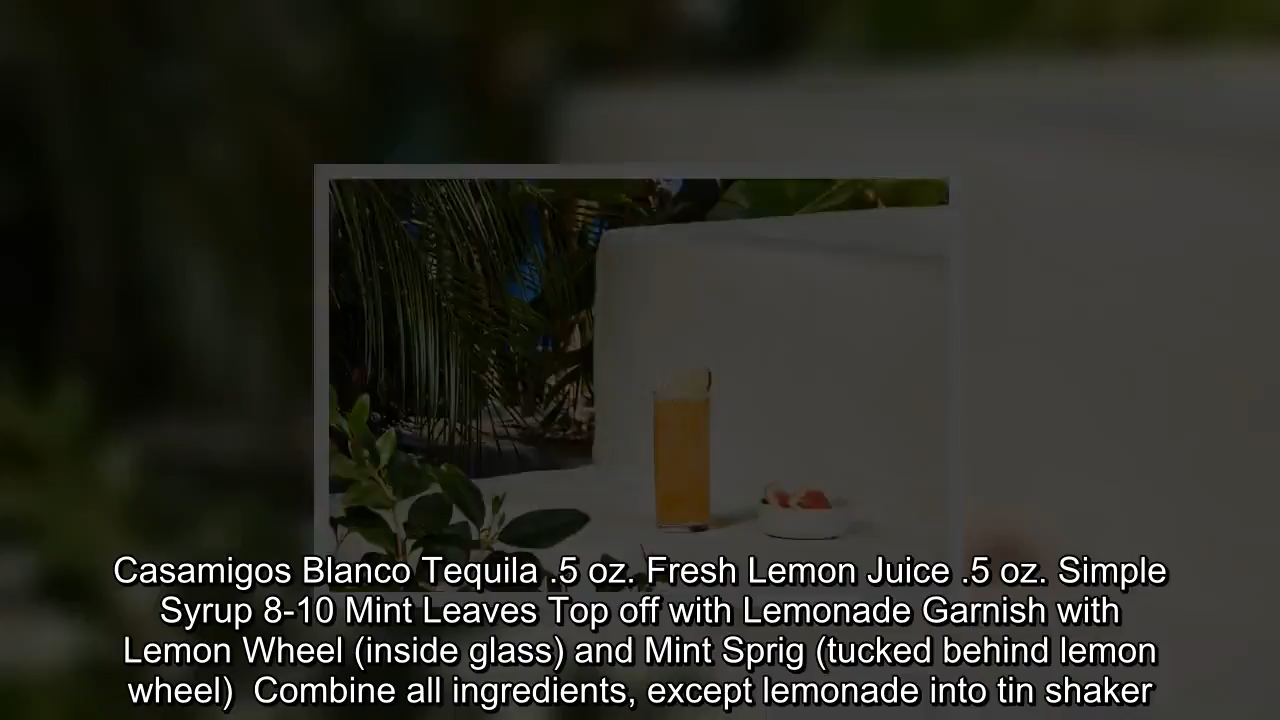 Casamigos Blanco Tequila .5 oz. Fresh Lemon Juice .5 oz. Simple
Syrup 8-10 Mint Leaves Top off with Lemonade Garnish with
Lemon Wheel (inside glass) and Mint Sprig (tucked behind lemon
wheel)  Combine all ingredients, except lemonade into tin shaker